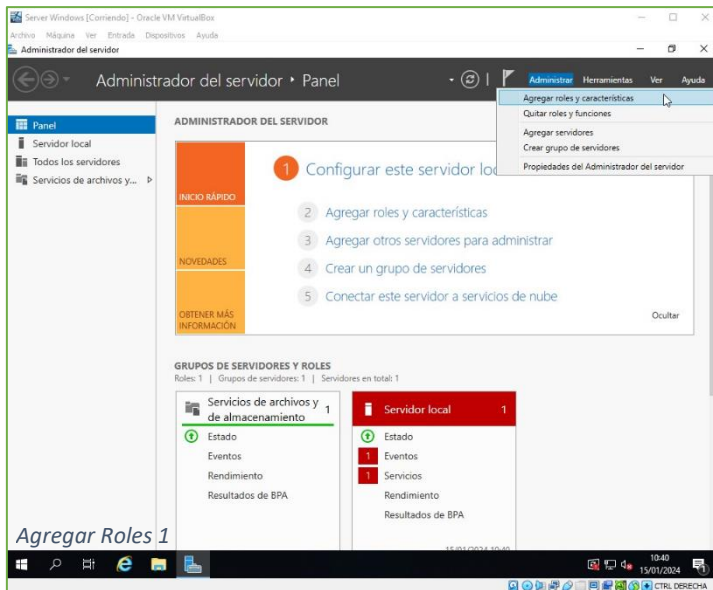 Server Windows [Corriendo] - Oracle VM VirtualBox
Archivo Máquina Ver Entrada Dispositivos Ayuda
Administrador del servidor
Administrador del servidor Panel
Administrar Herramientas Ver Ayuda
Agregar roles y características
Quitar roles y funciones
Agregar servidores
Crear grupo de servidores
Propiedades del Administrador del servidor
Panel
Servidor local
Todos los servidores
Servicios de archivos y...
ADMINISTRADOR DEL SERVIDOR
INICIO RÁPIDO
NOVEDADES
OBTENER MÁS
INFORMACIÓN
1 Configurar este servidor loc
2 Agregar roles y características
3 Agregar otros servidores para administrar
4 Crear un grupo de servidores
5 Conectar este servidor a servicios de nube
Ocultar
GRUPOS DE SERVIDORES Y ROLES
Roles: 1 | Grupos de servidores: 1 | Servidores en total: 1
Servicios de archivos y
de almacenamiento
1
Estado
Eventos
Rendimiento
Resultados de BPA
Servidor local 1
Estado
1 Eventos
1 Servicios
Rendimiento
Resultados de BPA
15/01/2024 10:40
Agregar Roles 1
10:40
15/01/2024
1
CTRL DERECHA